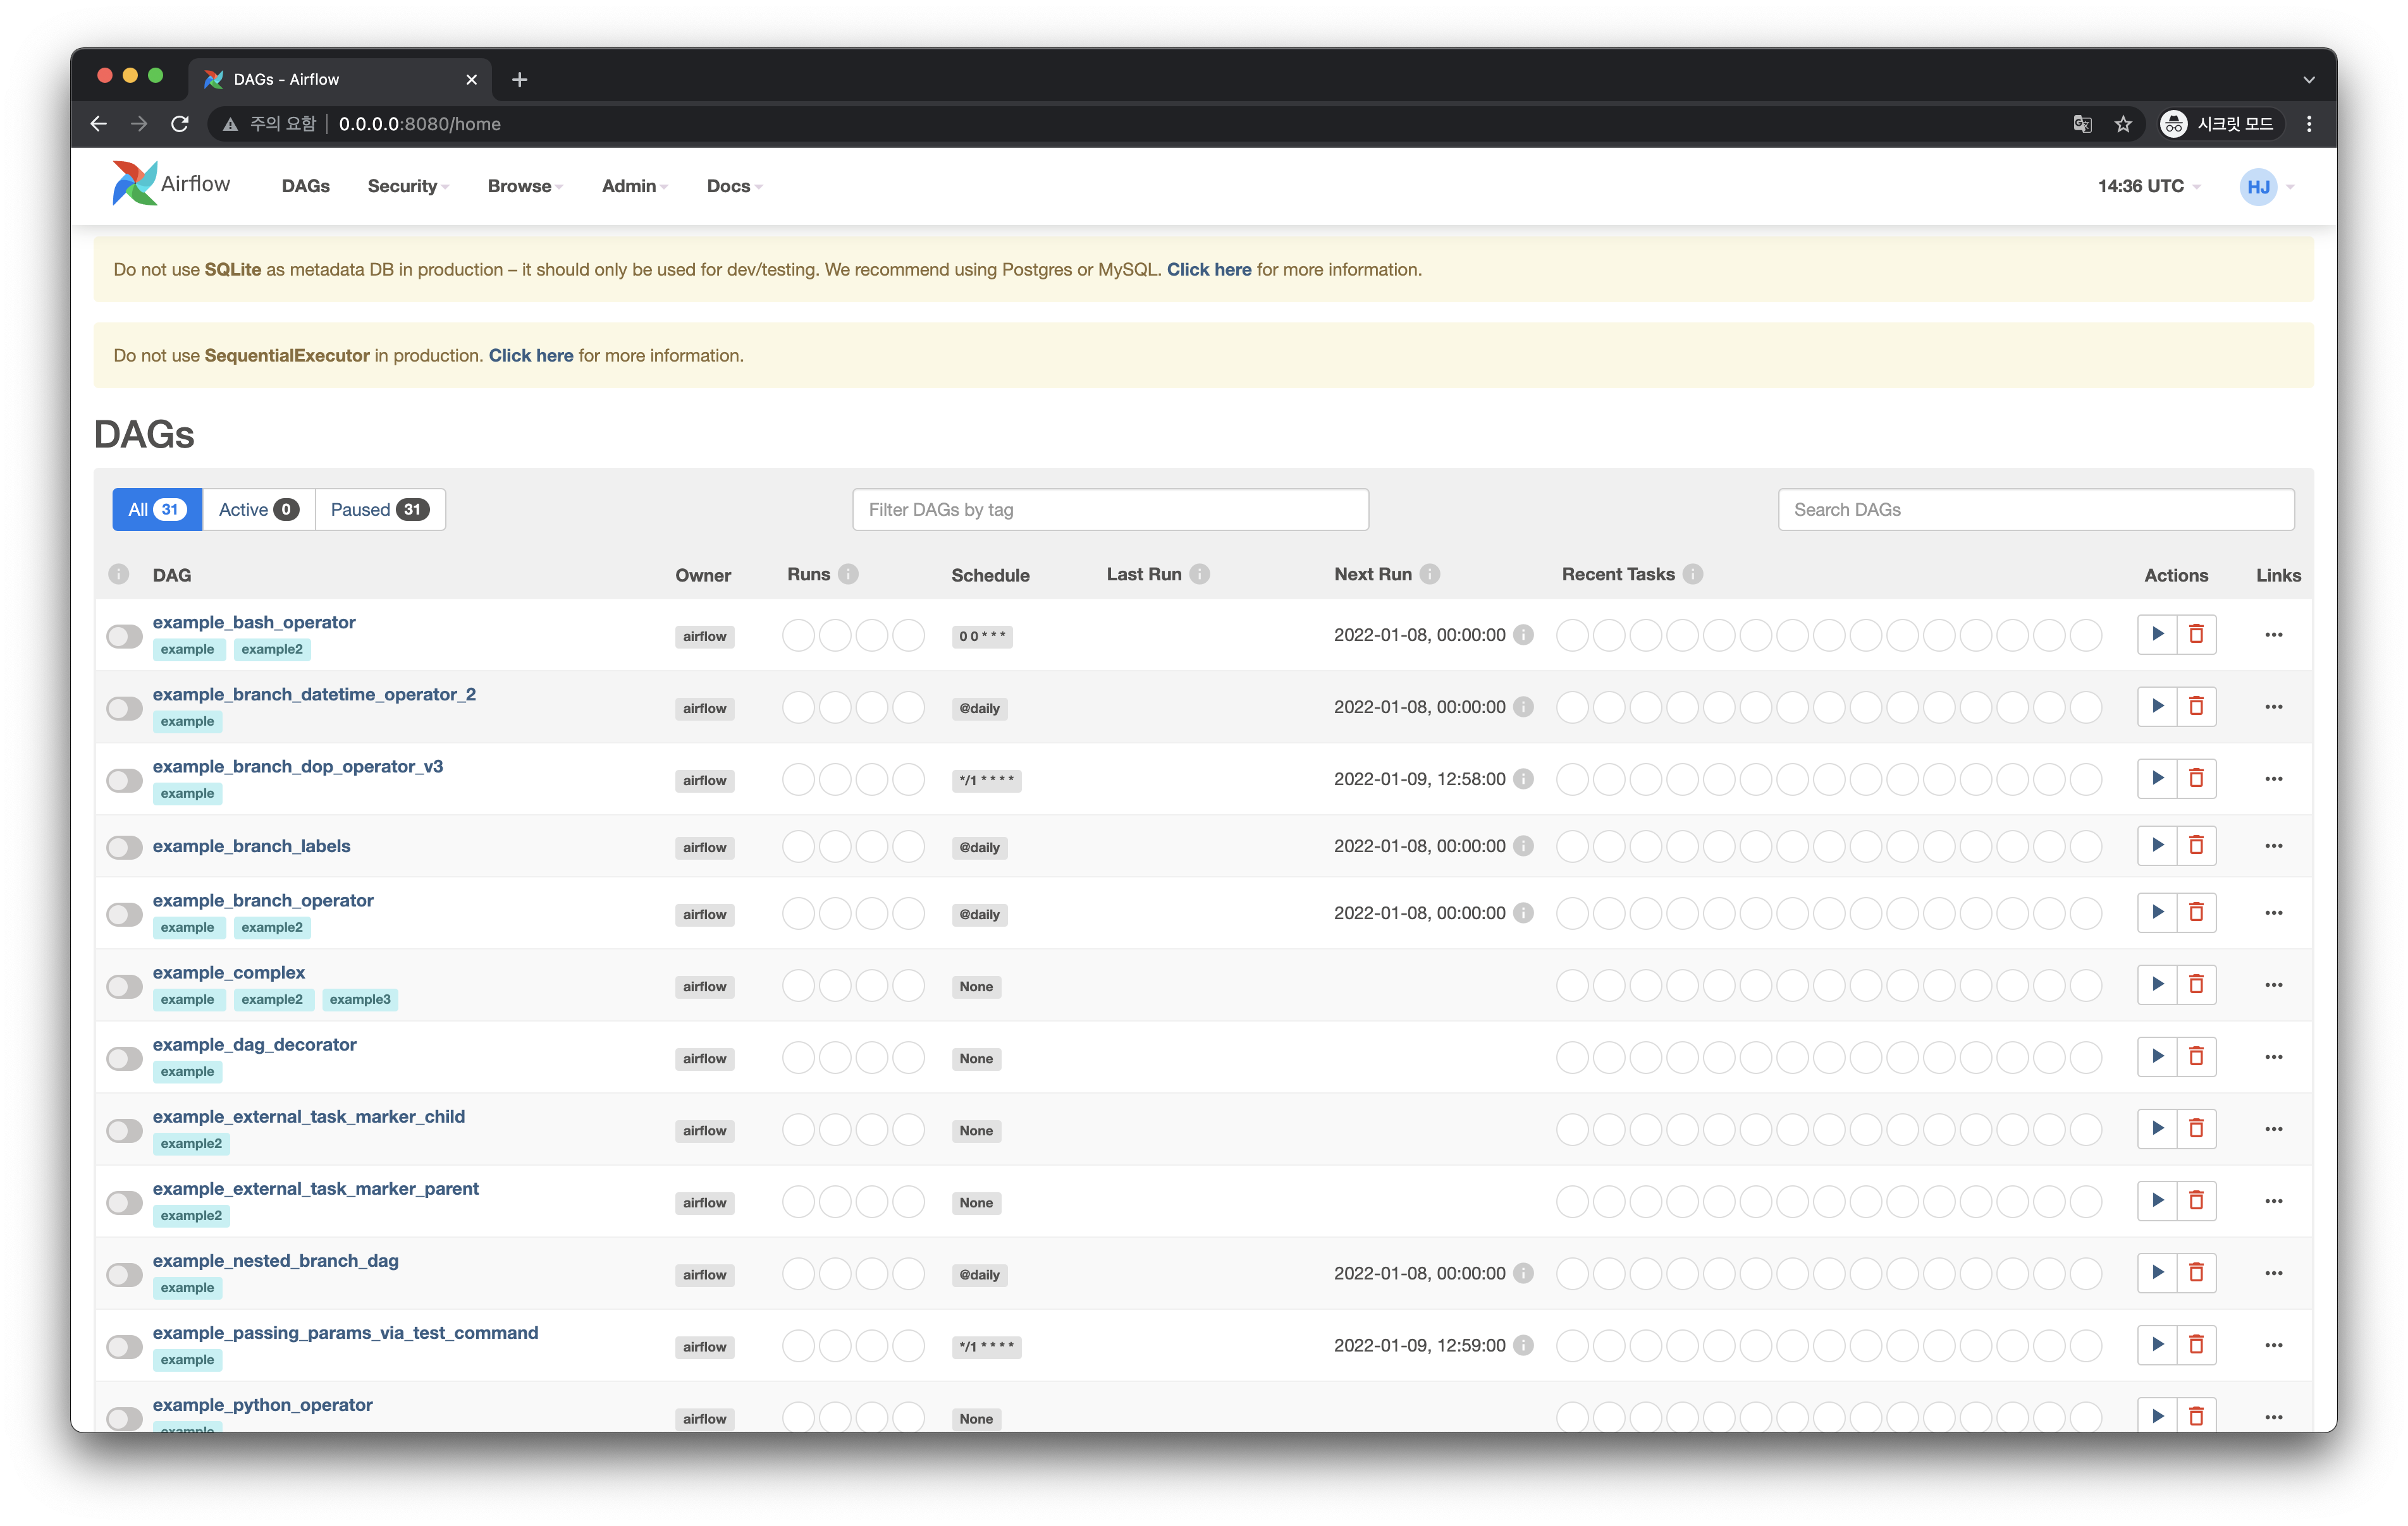 DAGs - Airflow
주의 요함 0.0.0.0:8080/home 시크릿 모드
Airflow DAGs Security Browse Admin Docs 14:36 UTC HJ
Do not use SQLite as metadata DB in production – it should only be used for dev/testing. We recommend using Postgres or MySQL. Click here for more information.
Do not use SequentialExecutor in production. Click here for more information.
DAGs
All 31 Active 0 Paused 31 Filter DAGs by tag Search DAGs
DAG Owner Runs Schedule Last Run Next Run Recent Tasks Actions Links
example_bash_operator
example example2
airflow 0 0 * * * 2022-01-08, 00:00:00
example_branch_datetime_operator_2
example
airflow @daily 2022-01-08, 00:00:00
example_branch_dop_operator_v3
example
airflow */1 * * * * 2022-01-09, 12:58:00
example_branch_labels airflow @daily 2022-01-08, 00:00:00
example_branch_operator
example example2
airflow @daily 2022-01-08, 00:00:00
example_complex
example example2 example3
airflow None
example_dag_decorator
example
airflow None
example_external_task_marker_child
example2
airflow None
example_external_task_marker_parent
example2
airflow None
example_nested_branch_dag
example
airflow @daily 2022-01-08, 00:00:00
example_passing_params_via_test_command
example
airflow */1 * * * * 2022-01-09, 12:59:00
example_python_operator
example
airflow None